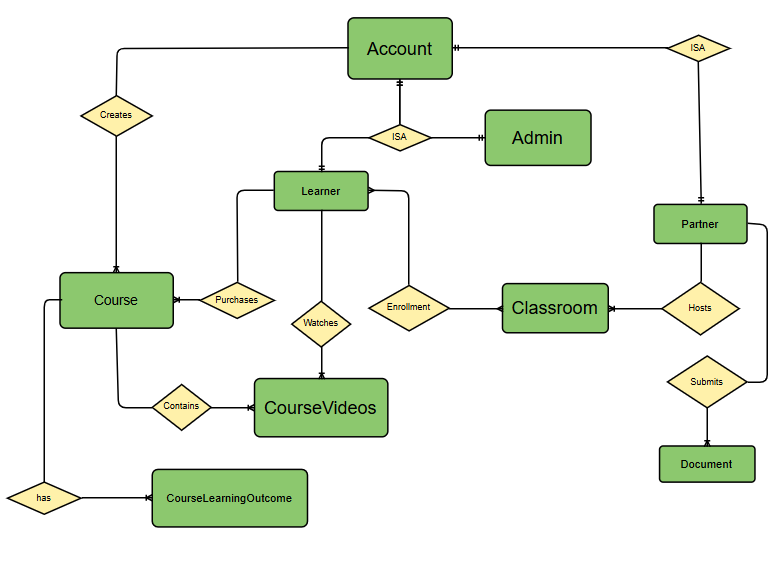 Account
ISA
Creates
ISA
Admin
Learner
Partner
Course
Purchases
Enrollment
Classroom
Hosts
Watches
Submits
Contains
CourseVideos
Document
has
CourseLearningOutcome